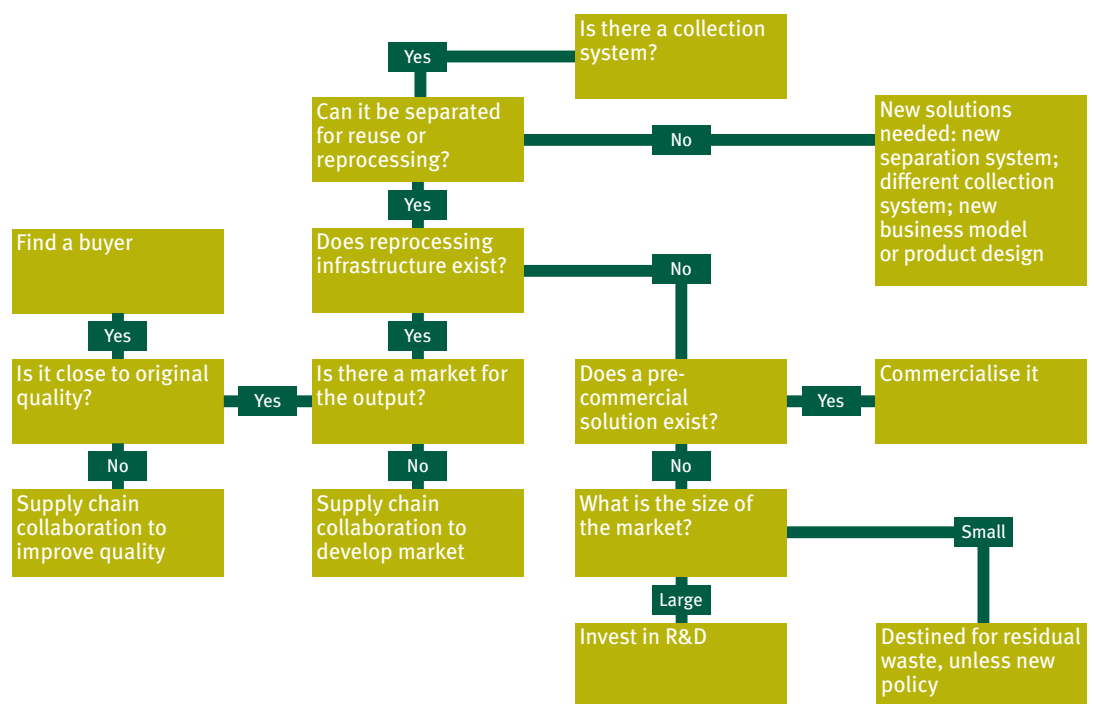 Is there a collection
system?
Yes
Can it be separated
for reuse or
reprocessing?
No
New solutions
needed: new
separation system;
different collection
system; new
business model
or product design
Yes
Does reprocessing
infrastructure exist?
No
Find a buyer
Yes
Yes
Is it close to original
quality?
Yes
Is there a market for
the output?
Does a pre-
commercial
solution exist?
Yes
Commercialise it
No
No
No
Supply chain
collaboration to
improve quality
Supply chain
collaboration to
develop market
What is the size of
the market?
Small
Large
Invest in R&D
Destined for residual
waste, unless new
policy